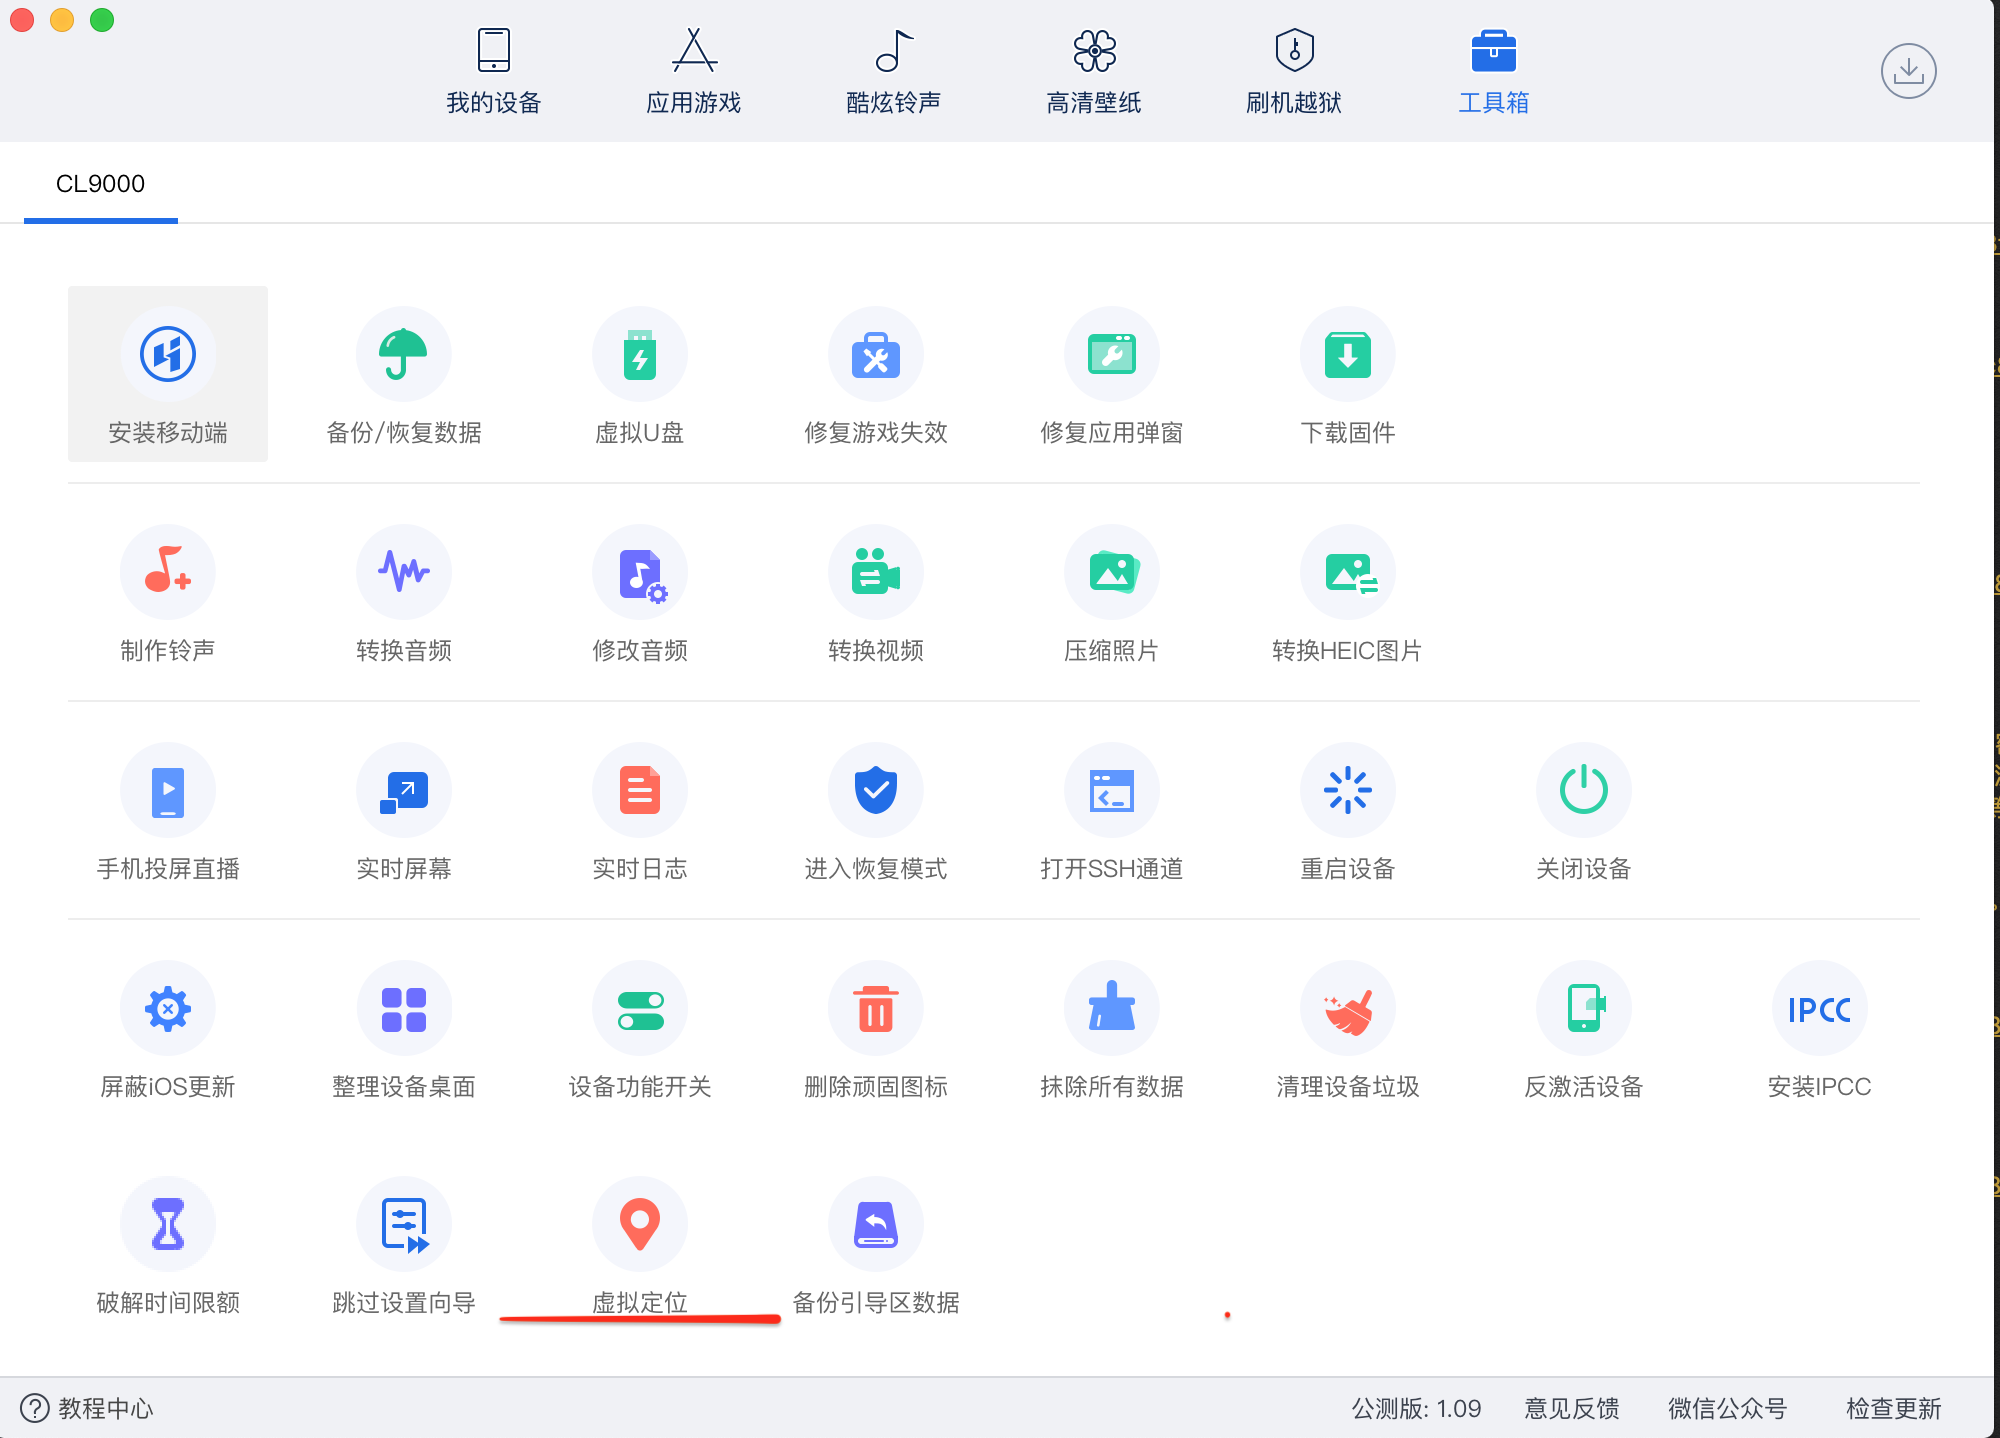 我的设备
应用游戏
酷炫铃声
高清壁纸
刷机越狱
工具箱
CL9000
安装移动端
备份/恢复数据
虚拟U盘
修复游戏失效
修复应用弹窗
下载固件
制作铃声
转换音频
修改音频
转换视频
压缩照片
转换HEIC图片
手机投屏直播
实时屏幕
实时日志
进入恢复模式
打开SSH通道
重启设备
关闭设备
IPCC
屏蔽iOS更新
整理设备桌面
设备功能开关
删除顽固图标
抹除所有数据
清理设备垃圾
反激活设备
安装IPCC
破解时间限额
跳过设置向导
虚拟定位
备份引导区数据
教程中心
公测版: 1.09
意见反馈
微信公众号
检查更新